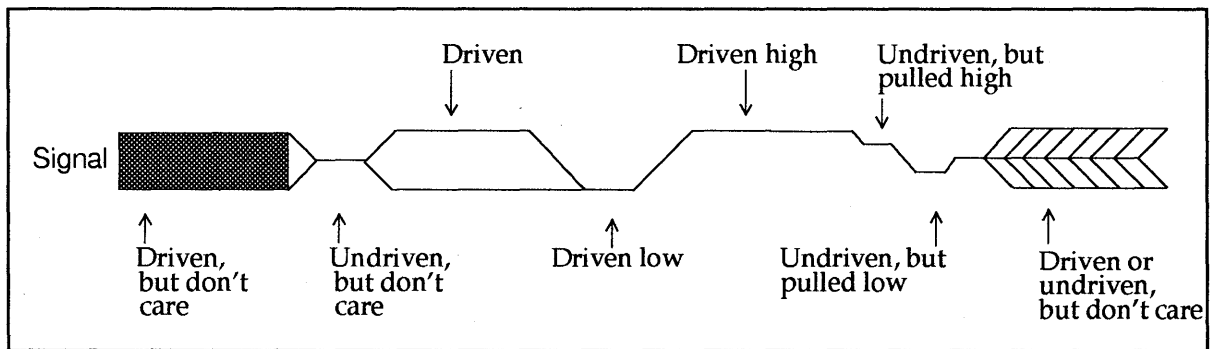 Driven
Driven high
Undriven, but
pulled high
Signal
Driven,
but don't
care
Undriven,
but don't
care
Driven low
Undriven, but
pulled low
Driven or
undriven,
but don't care